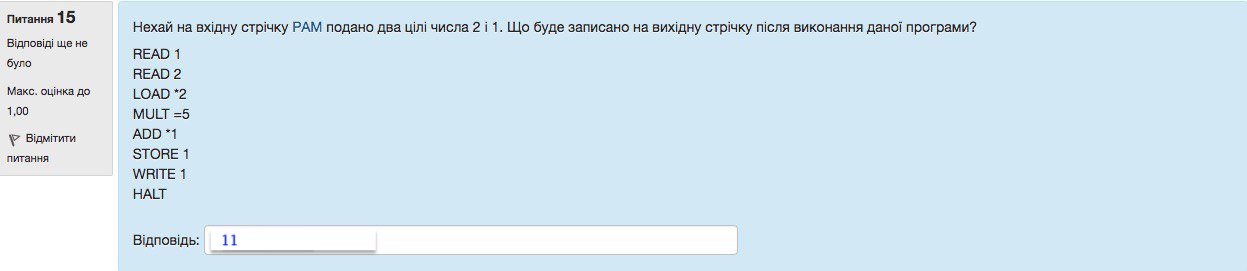 Питання 15
Відповіді ще не
було
Макс. оцінка до
1,00
Відмітити
питання
Нехай на вхідну стрічку РАМ подано два цілі числа 2 і 1. Що буде записано на вихідну стрічку після виконання даної програми?
READ 1
READ 2
LOAD *2
MULT =5
ADD *1
STORE 1
WRITE 1
HALT
Відповідь: 11